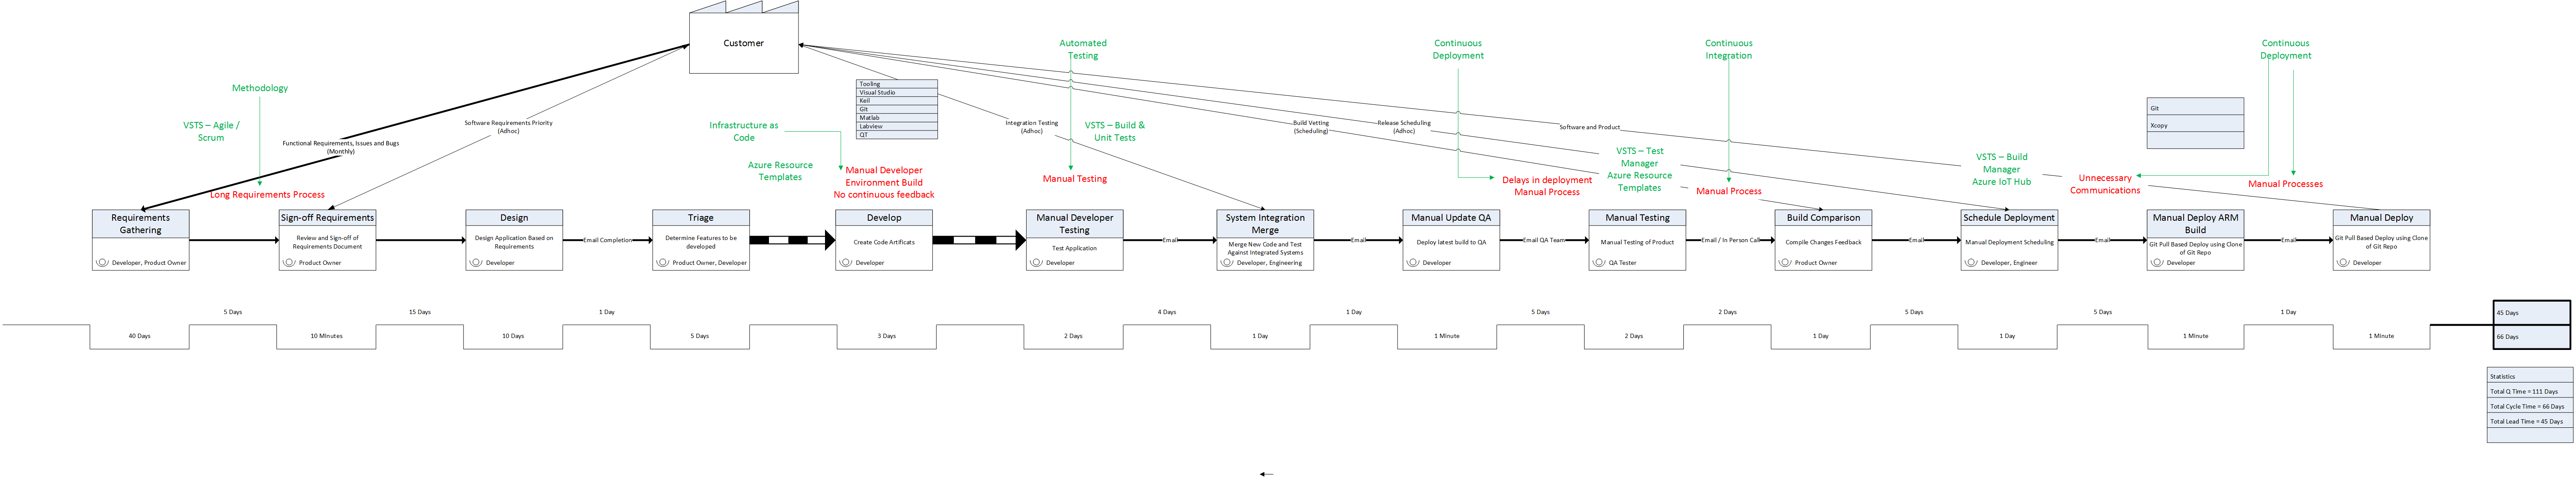 Customer
Automated
Testing
Continuous
Deployment
Continuous
Integration
Continuous
Deployment
Methodology
VSTS – Agile /
Scrum
Tooling
Visual Studio
Keil
Git
Matlab
Labview
QT
Git
Xcopy
Functional Requirements, Issues and Bugs
(Monthly)
Software Requirements Priority
(Adhoc)
Infrastructure as
Code
Azure Resource
Templates
Integration Testing
(Adhoc)
VSTS – Build &
Unit Tests
Build Vetting
(Scheduling)
Release Scheduling
(Adhoc)
Software and Product
VSTS – Test
Manager
Azure Resource
Templates
VSTS – Build
Manager
Azure IoT Hub
Long Requirements Process
Manual Developer
Environment Build
No continuous feedback
Manual Testing
Delays in deployment
Manual Process
Manual Process
Unnecessary
Communications
Manual Processes
Requirements
Gathering
Developer, Product Owner
Sign-off Requirements
Review and Sign-off of
Requirements Document
Product Owner
Design
Design Application Based on
Requirements
Developer
Email Completion
Triage
Determine Features to be
developed
Product Owner, Developer
Develop
Create Code Artificats
Developer
Manual Developer
Testing
Test Application
Developer
Email
System Integration
Merge
Merge New Code and Test
Against Integrated Systems
Developer, Engineering
Email
Manual Update QA
Deploy latest build to QA
Developer
Email QA Team
Manual Testing
Manual Testing of Product
QA Tester
Email / In Person Call
Build Comparison
Compile Changes Feedback
Product Owner
Email
Schedule Deployment
Manual Deployment Scheduling
Developer, Engineer
Email
Manual Deploy ARM
Build
Git Pull Based Deploy using Clone
of Git Repo
Developer
Email
Manual Deploy
Git Pull Based Deploy using Clone
of Git Repo
Developer
5 Days
15 Days
1 Day
4 Days
1 Day
5 Days
2 Days
5 Days
5 Days
1 Day
45 Days
40 Days
10 Minutes
10 Days
5 Days
3 Days
2 Days
1 Day
1 Minute
2 Days
1 Day
1 Day
1 Minute
1 Minute
66 Days
Statistics
Total Q Time = 111 Days
Total Cycle Time = 66 Days
Total Lead Time = 45 Days